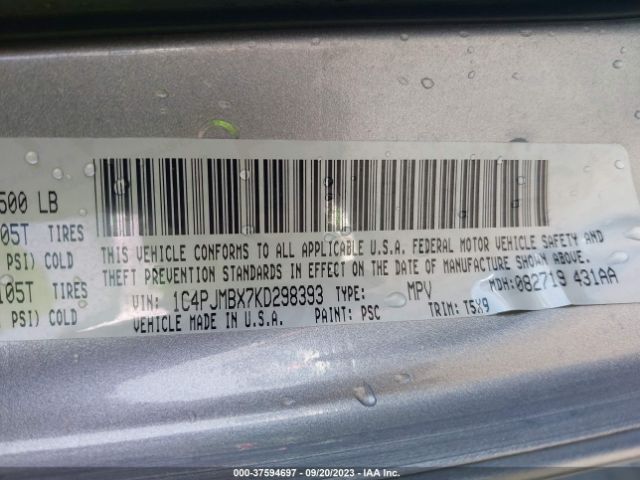 500 LB
05T TIRES
PSI) COLD
105T TIRES
PSI) COLD
THIS VEHICLE CONFORMS TO ALL APPLICABLE U.S.A. FEDERAL MOTOR VEHICLE SAFETY AND
THEFT PREVENTION STANDARDS IN EFFECT ON THE DATE OF MANUFACTURE SHOWN ABOVE.
VIN: 1C4PJMBX7KD298393 TYPE: MPV MDH:082719 431AA
VEHICLE MADE IN U.S.A. PAINT: PSC TRIM: T5X9
000-37594697 - 09/20/2023 - IAA Inc.